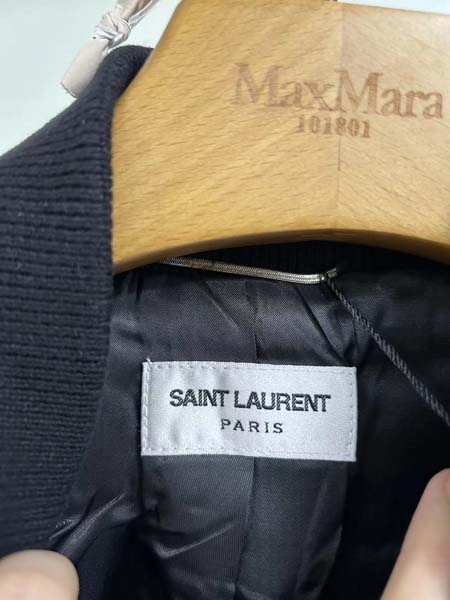 MaxMara
101801
SAINT LAURENT
PARIS